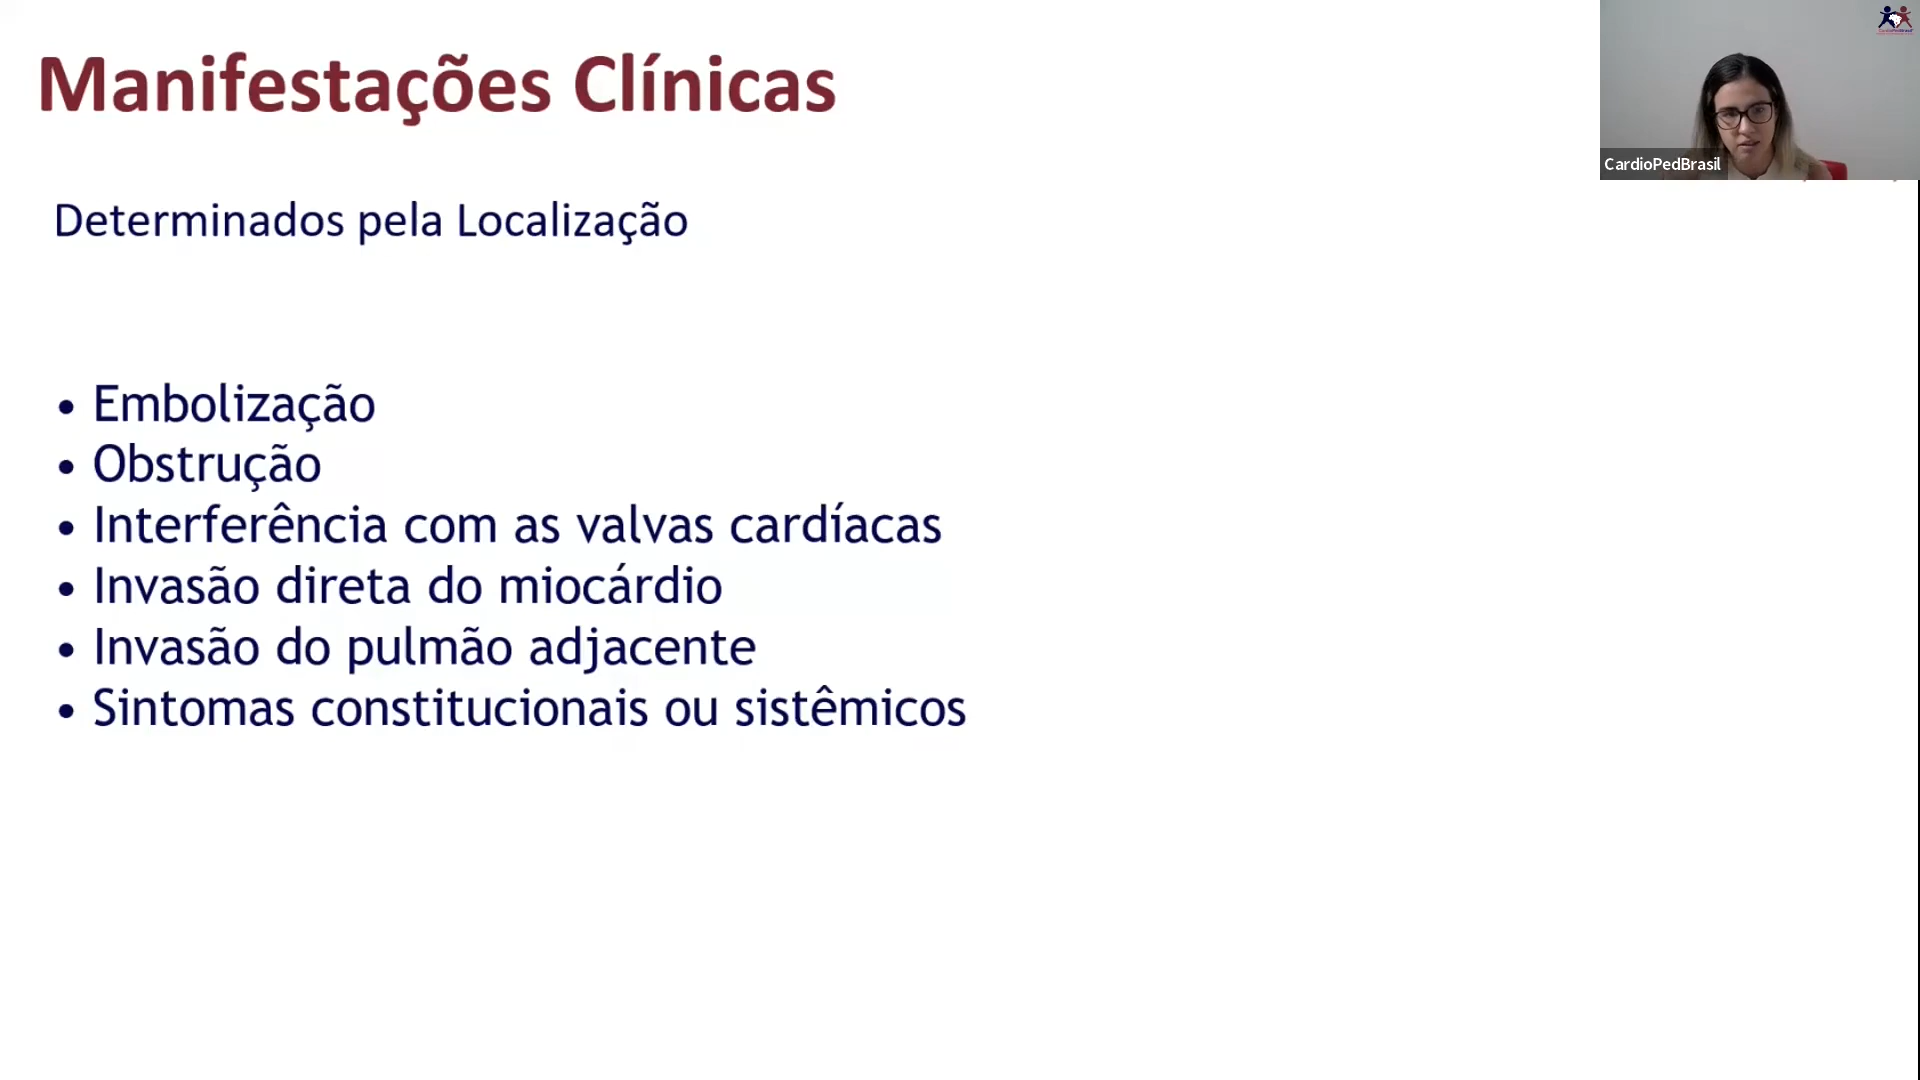 Manifestações Clínicas
CardioPedBrasil
Determinados pela Localização
• Embolização
• Obstrução
• Interferência com as valvas cardíacas
• Invasão direta do miocárdio
• Invasão do pulmão adjacente
• Sintomas constitucionais ou sistêmicos